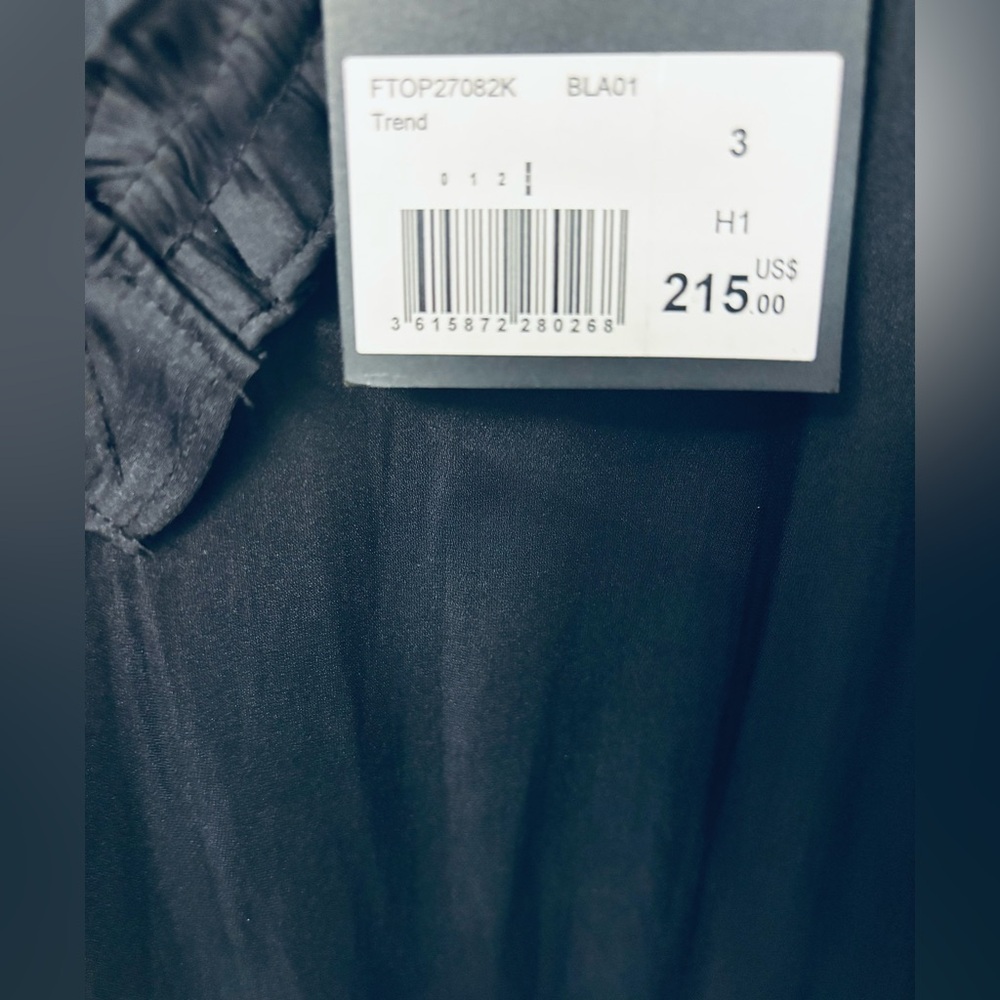 FTOP27082K BLA01
Trend
3
0 1 2
H1
US$
215.00
3 615872 280268